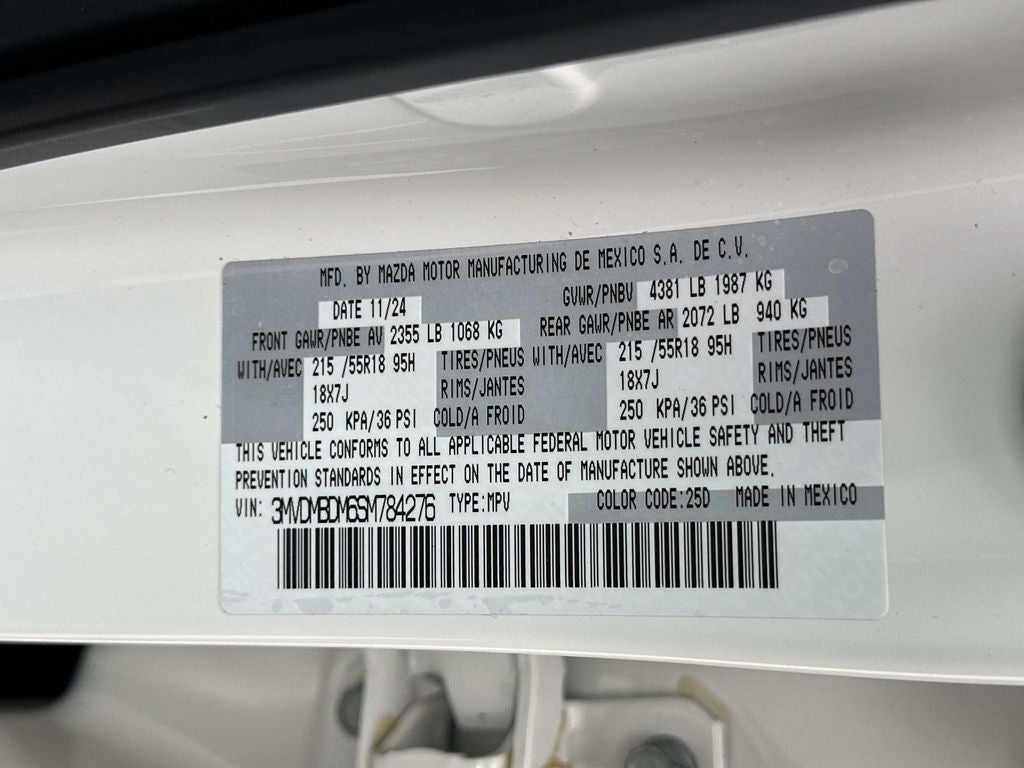 MFD. BY MAZDA MOTOR MANUFACTURING DE MEXICO S.A. DE C.V.
DATE 11/24 GVWR/PNBV 4381 LB 1987 KG
FRONT GAWR/PNBE AV 2355 LB 1068 KG REAR GAWR/PNBE AR 2072 LB 940 KG
WITH/AVEC 215 /55R18 95H TIRES/PNEUS WITH/AVEC 215 /55R18 95H TIRES/PNEUS
18X7J RIMS/JANTES 18X7J RIMS/JANTES
250 KPA/36 PSI COLD/A FROID 250 KPA/36 PSI COLD/A FROID
THIS VEHICLE CONFORMS TO ALL APPLICABLE FEDERAL MOTOR VEHICLE SAFETY AND THEFT
PREVENTION STANDARDS IN EFFECT ON THE DATE OF MANUFACTURE SHOWN ABOVE.
VIN: 3MVDMBDM6SM784276 TYPE:MPV COLOR CODE:25D MADE IN MEXICO